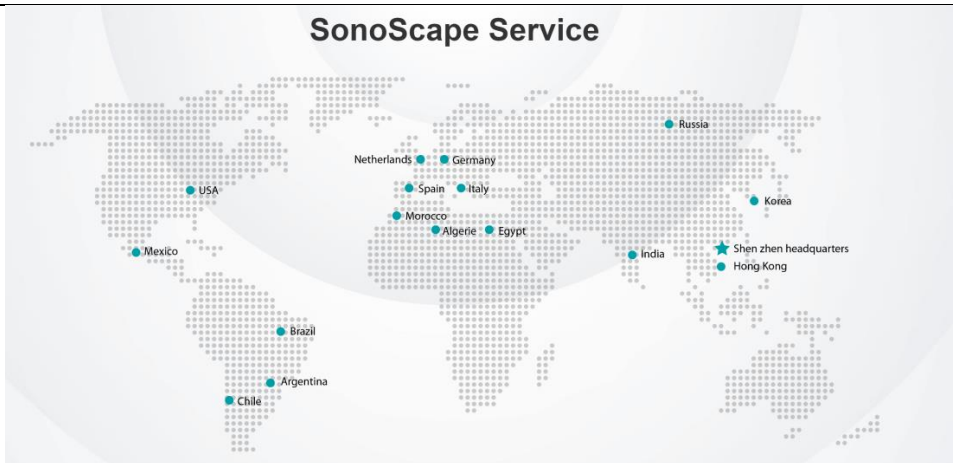 SonoScape Service
Russia
Netherlands
Germany
USA
Spain
Italy
Korea
Morocco
Algerie
Egypt
Mexico
India
Shen zhen headquarters
Hong Kong
Brazil
Argentina
Chile